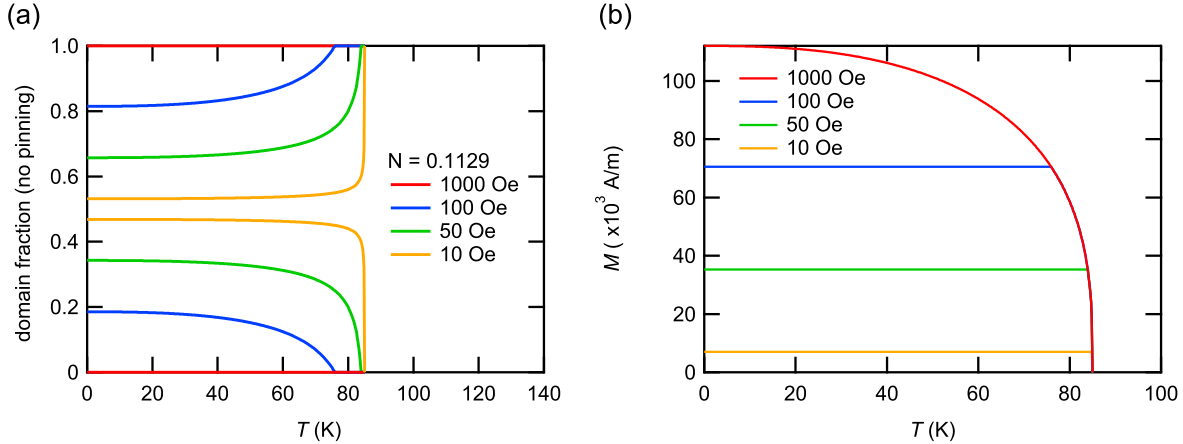 (a)
1.0
0.8
0.6
0.4
0.2
0
domain fraction (no pinning)
N = 0.1129
1000 Oe
100 Oe
50 Oe
10 Oe
0 20 40 60 80 100 120 140
T (K)
(b)
100
80
60
40
20
0
M ( x10³ A/m)
1000 Oe
100 Oe
50 Oe
10 Oe
0 20 40 60 80 100
T (K)